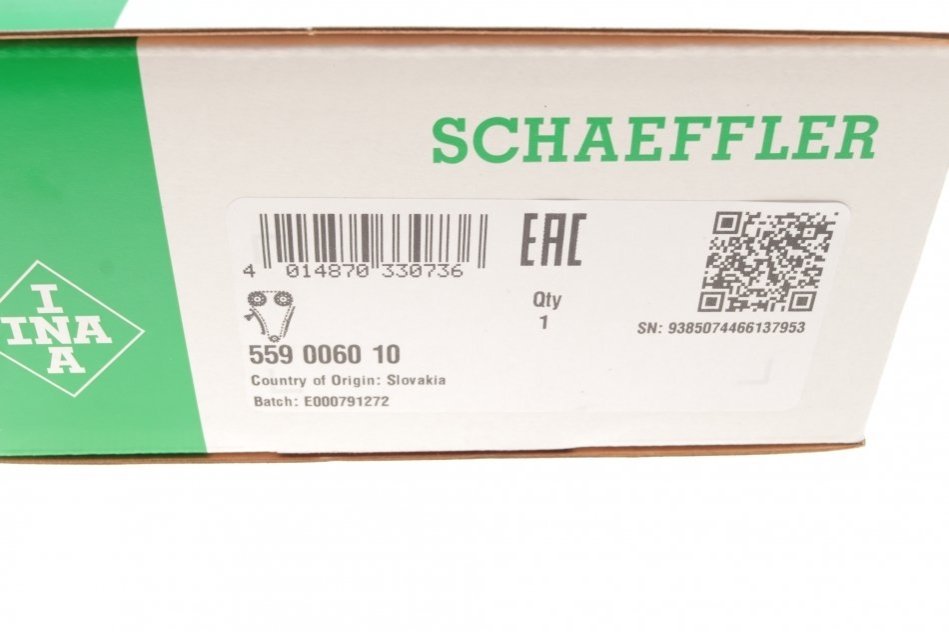 SCHAEFFLER
INA
INA
4 014870 330736
EAC
Qty
1
SN: 9385074466137953
559 0060 10
Country of Origin: Slovakia
Batch: E000791272